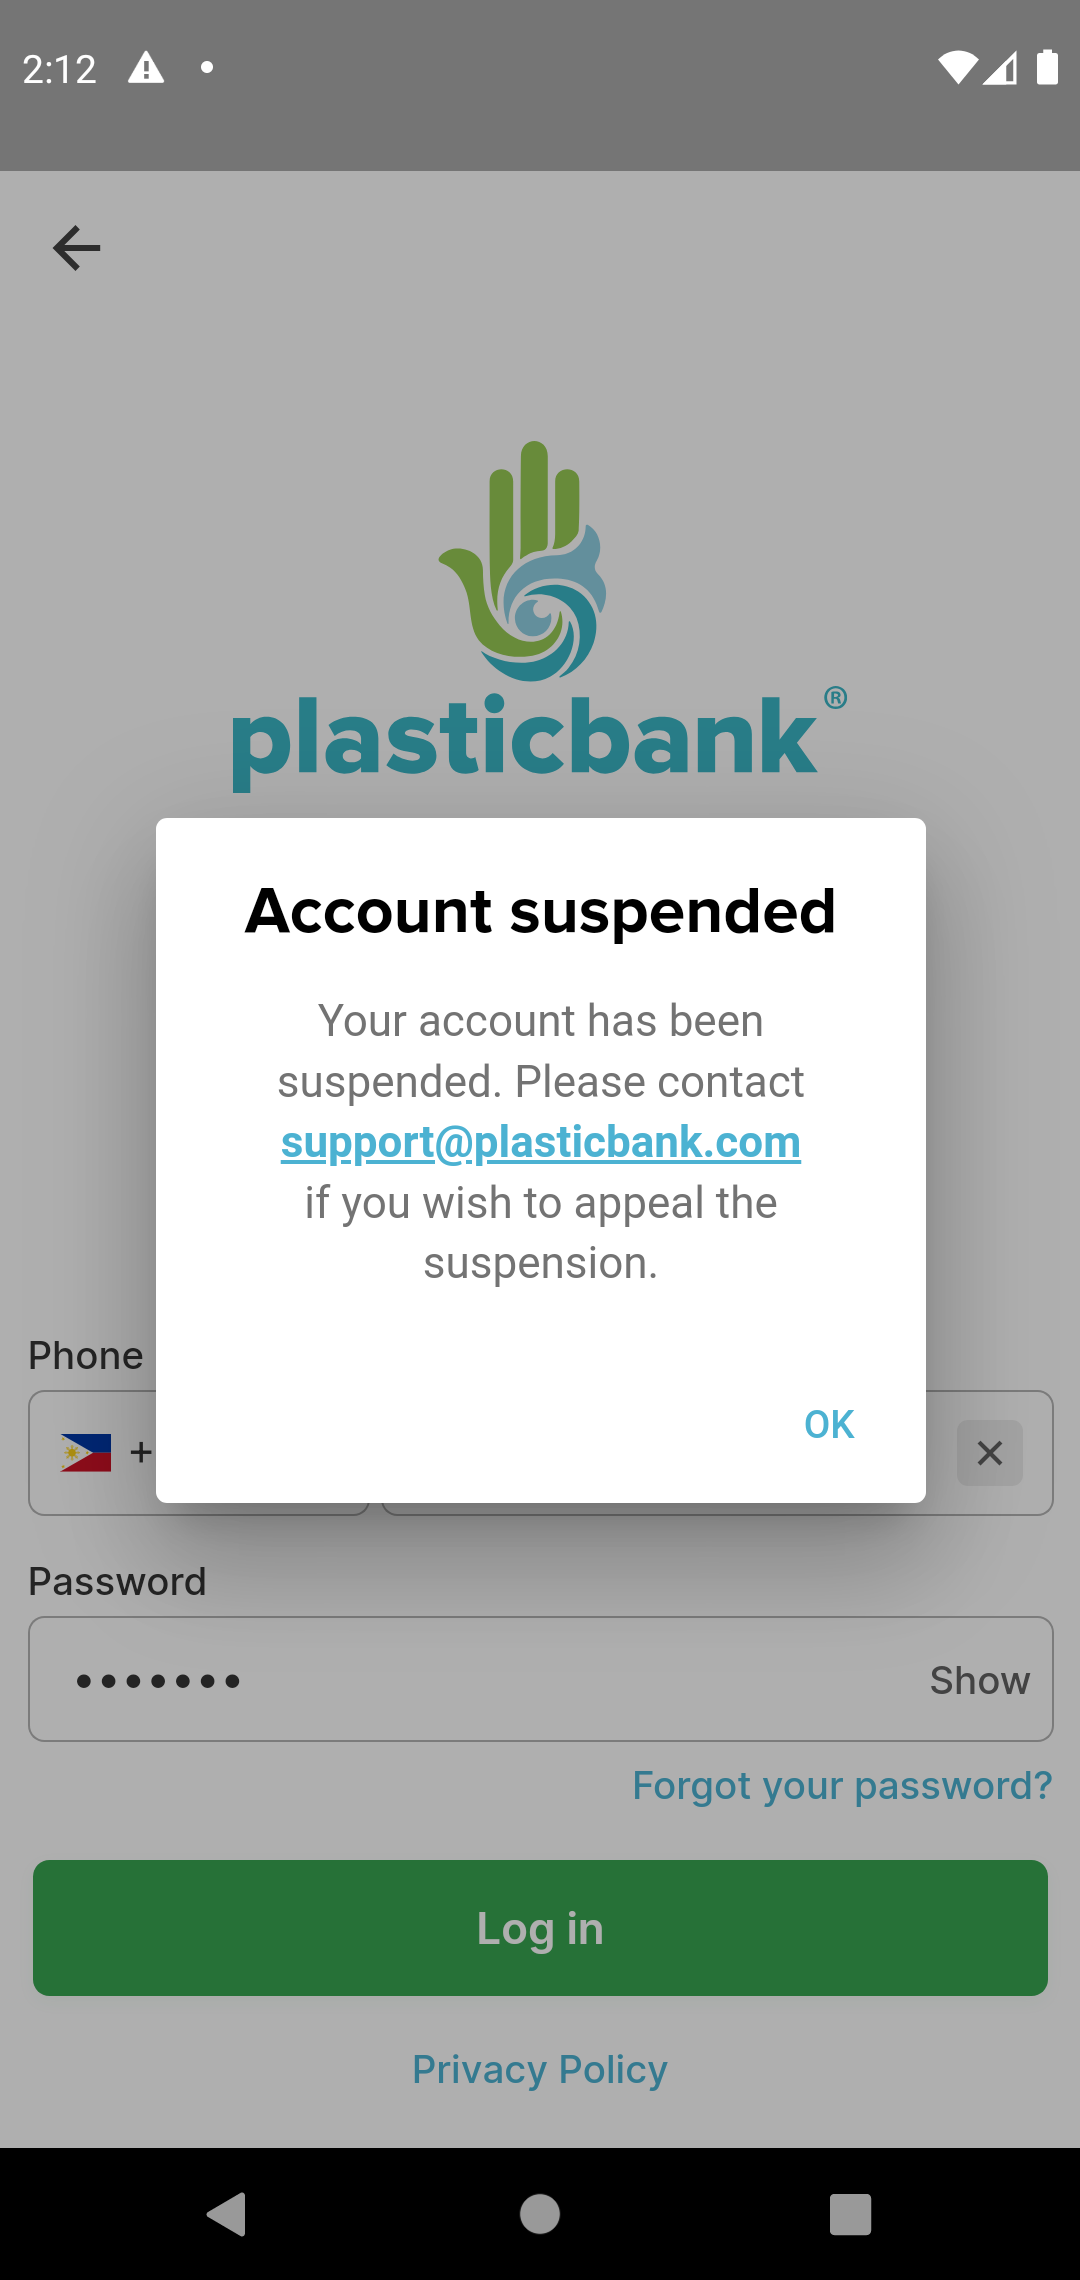 2:12
plasticbank®
Account suspended
Your account has been
suspended. Please contact
support@plasticbank.com
if you wish to appeal the
suspension.
OK
Phone
+
Password
•••••••
Show
Forgot your password?
Log in
Privacy Policy